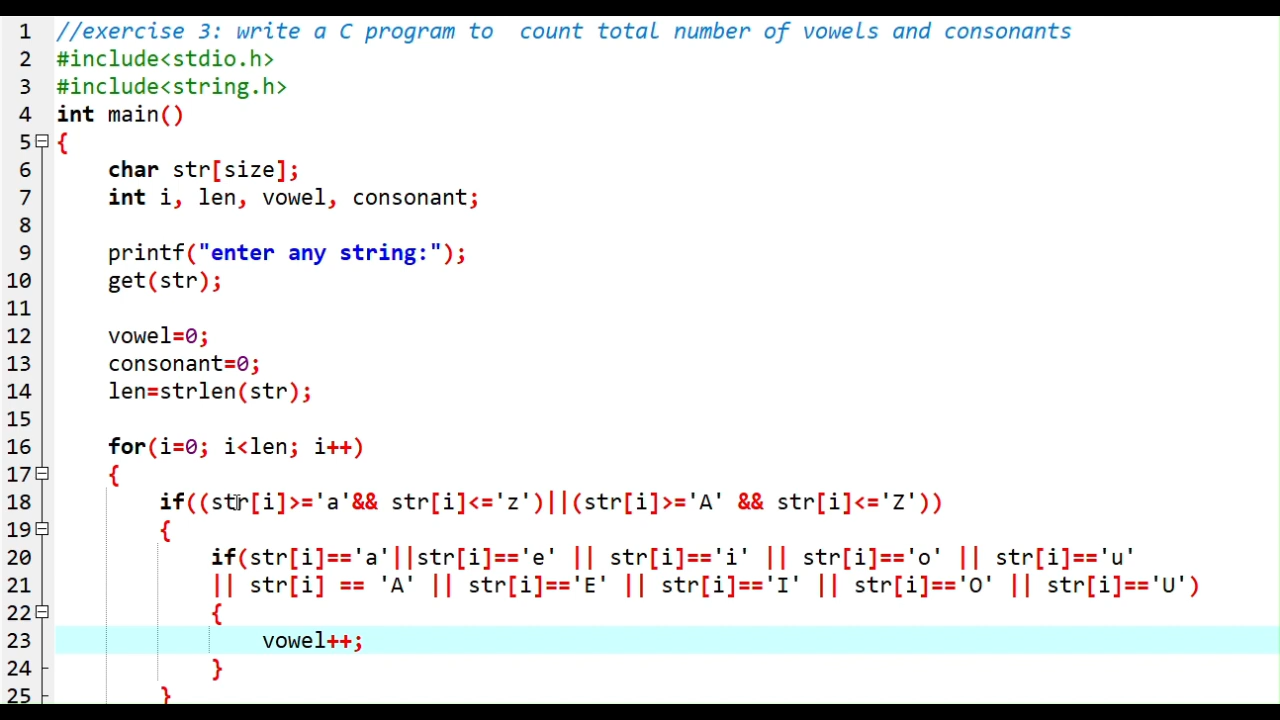 1 //exercise 3: write a C program to  count total number of vowels and consonants
2 #include<stdio.h>
3 #include<string.h>
4 int main()
5 {
6     char str[size];
7     int i, len, vowel, consonant;
8
9     printf("enter any string:");
10     get(str);
11
12     vowel=0;
13     consonant=0;
14     len=strlen(str);
15
16     for(i=0; i<len; i++)
17     {
18         if((str[i]>='a'&& str[i]<='z')||(str[i]>='A' && str[i]<='Z'))
19         {
20             if(str[i]=='a'||str[i]=='e' || str[i]=='i' || str[i]=='o' || str[i]=='u'
21             || str[i] == 'A' || str[i]=='E' || str[i]=='I' || str[i]=='O' || str[i]=='U')
22             {
23                 vowel++;
24             }
25         }